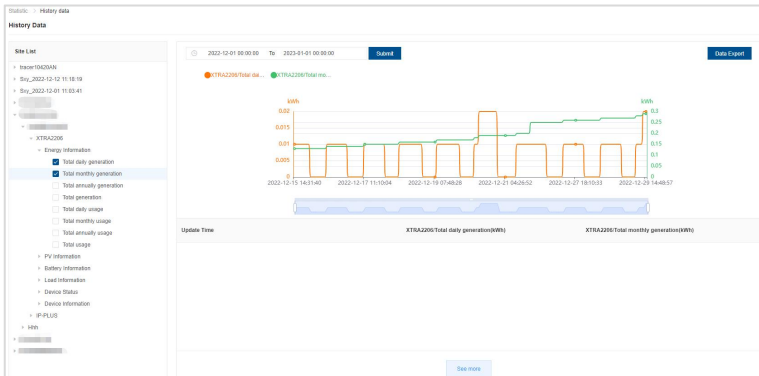 Statistic > History data
History Data
Site List
tracer10420AN
Sxy_2022-12-12 11:18:19
Sxy_2022-12-01 11:03:41
XTRA2206
Energy Information
Total daily generation
Total monthly generation
Total annually generation
Total generation
Total daily usage
Total monthly usage
Total annually usage
Total usage
PV Information
Battery Information
Load Information
Device Status
Device Information
IP-PLUS
Hhh
2022-12-01 00:00:00 To 2023-01-01 00:00:00 Submit Data Export
XTRA2206/Total dai... XTRA2206/Total mo...
kWh kWh
0.02 0.3
0.25
0.015 0.2
0.01 0.15
0.1
0.005 0.05
0 0
2022-12-15 14:31:40 2022-12-17 11:10:04 2022-12-19 07:48:28 2022-12-21 04:26:52 2022-12-27 18:10:33 2022-12-29 14:48:57
Update Time XTRA2206/Total daily generation(kWh) XTRA2206/Total monthly generation(kWh)
See more